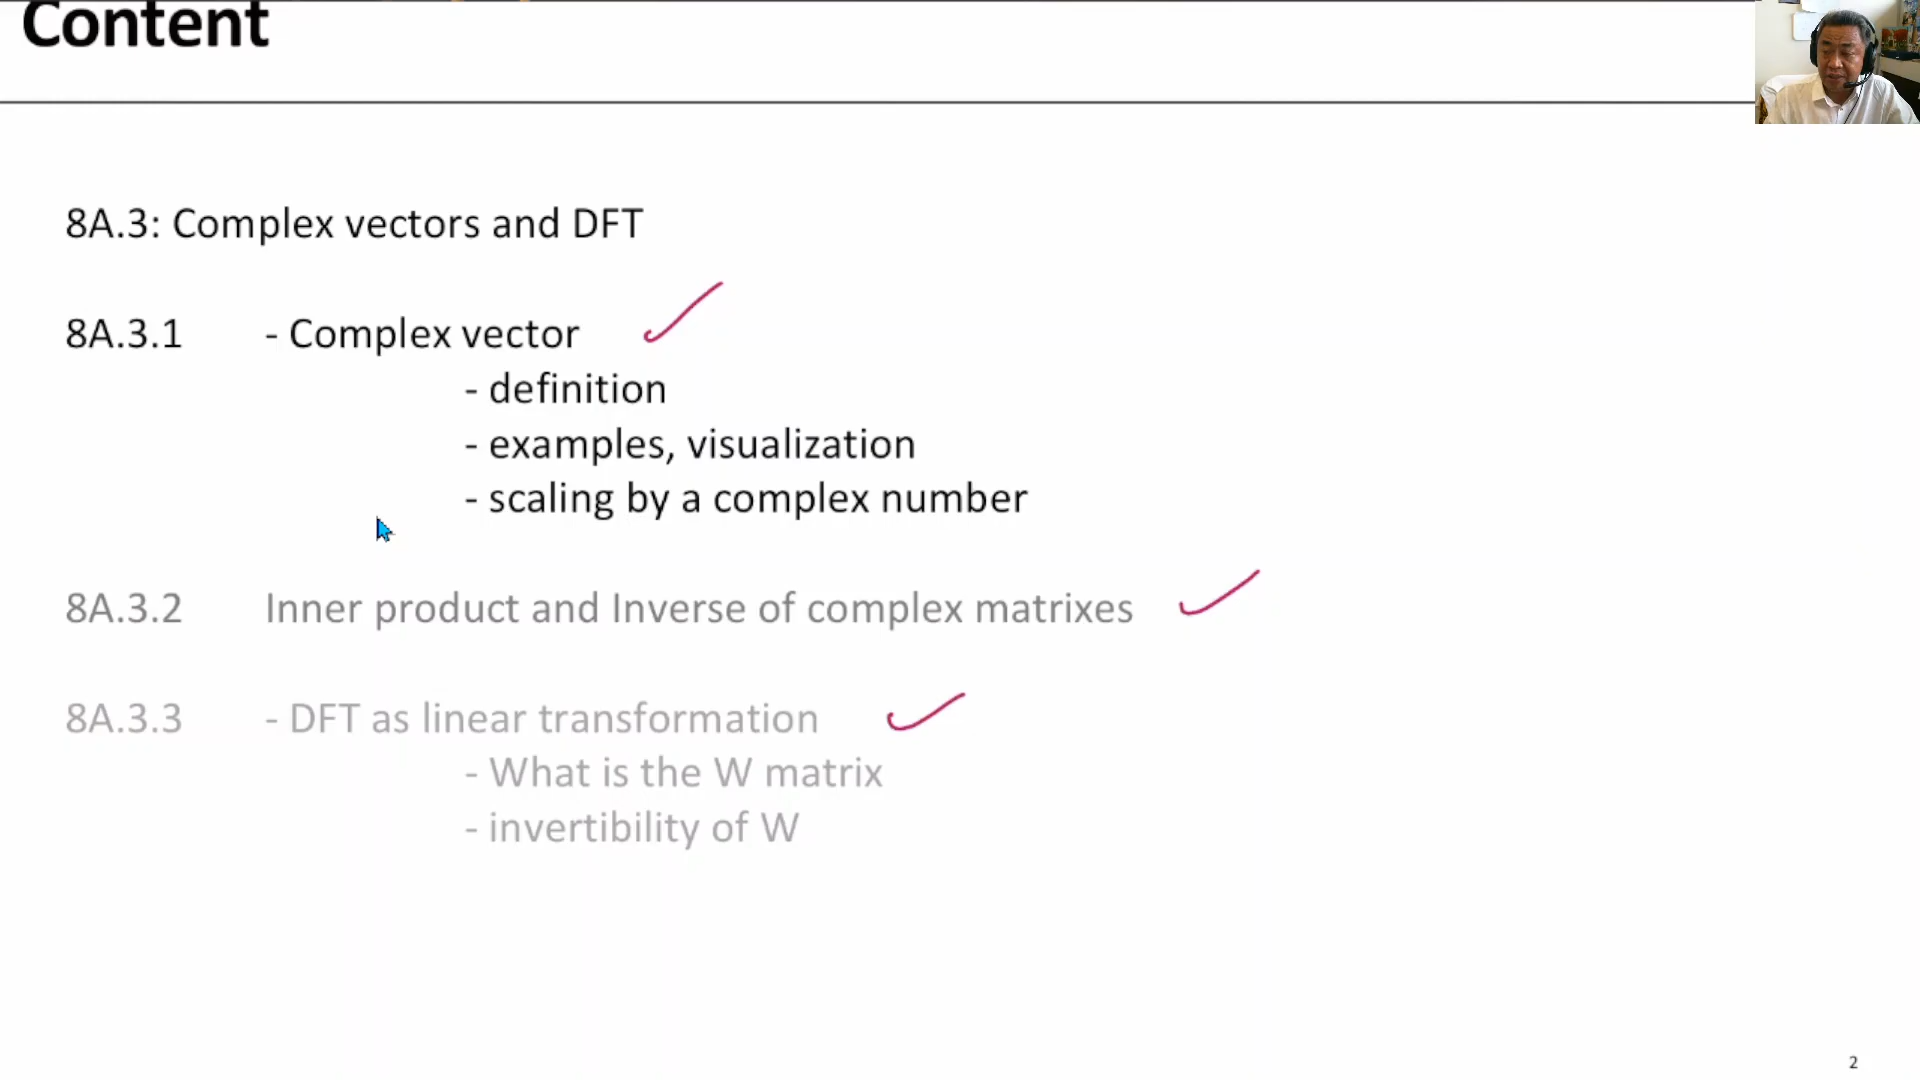 Content
8A.3: Complex vectors and DFT
8A.3.1 - Complex vector
- definition
- examples, visualization
- scaling by a complex number
8A.3.2 Inner product and Inverse of complex matrixes
8A.3.3 - DFT as linear transformation
- What is the W matrix
- invertibility of W
2